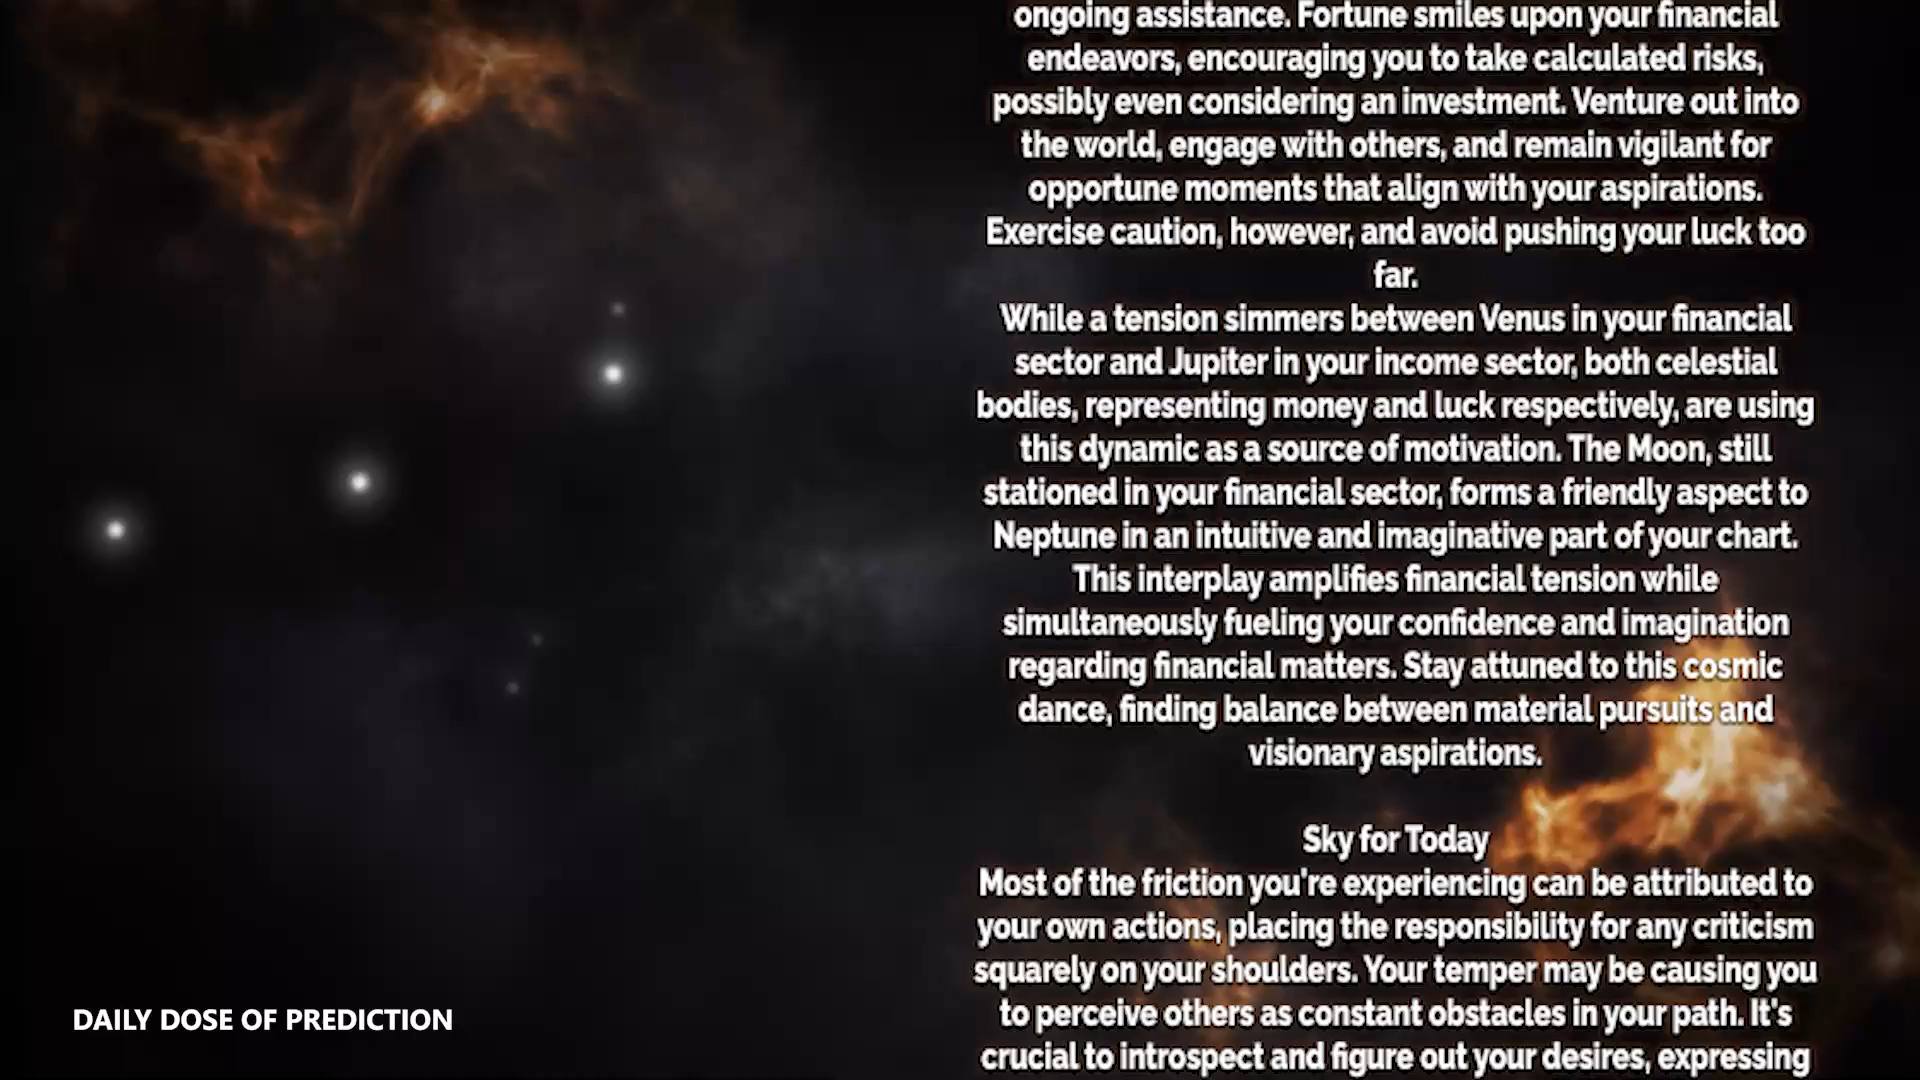 ongoing assistance. Fortune smiles upon your financial
endeavors, encouraging you to take calculated risks,
possibly even considering an investment. Venture out into
the world, engage with others, and remain vigilant for
opportune moments that align with your aspirations.
Exercise caution, however, and avoid pushing your luck too
far.
While a tension simmers between Venus in your financial
sector and Jupiter in your income sector, both celestial
bodies, representing money and luck respectively, are using
this dynamic as a source of motivation. The Moon, still
stationed in your financial sector, forms a friendly aspect to
Neptune in an intuitive and imaginative part of your chart.
This interplay amplifies financial tension while
simultaneously fueling your confidence and imagination
regarding financial matters. Stay attuned to this cosmic
dance, finding balance between material pursuits and
visionary aspirations.
Sky for Today
Most of the friction you're experiencing can be attributed to
your own actions, placing the responsibility for any criticism
squarely on your shoulders. Your temper may be causing you
to perceive others as constant obstacles in your path. It's
crucial to introspect and figure out your desires, expressing
DAILY DOSE OF PREDICTION